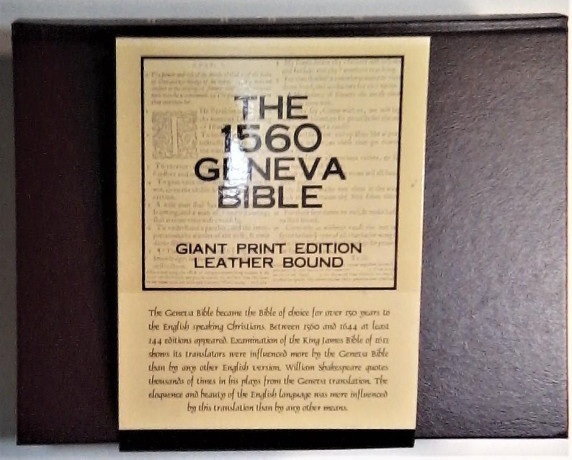 THE
1560
GENEVA
BIBLE
GIANT PRINT EDITION
LEATHER BOUND
The Geneva Bible became the Bible of choice for over 150 years to
the English speaking Christians. Between 1560 and 1644 at least
144 editions appeared. Examination of the King James Bible of 1611
shows its translators were influenced more by the Geneva Bible
than by any other English version. William Shakespeare quotes
thousands of times in his plays from the Geneva translation. The
eloquence and beauty of the English language was more influenced
by this translation than by any other means.